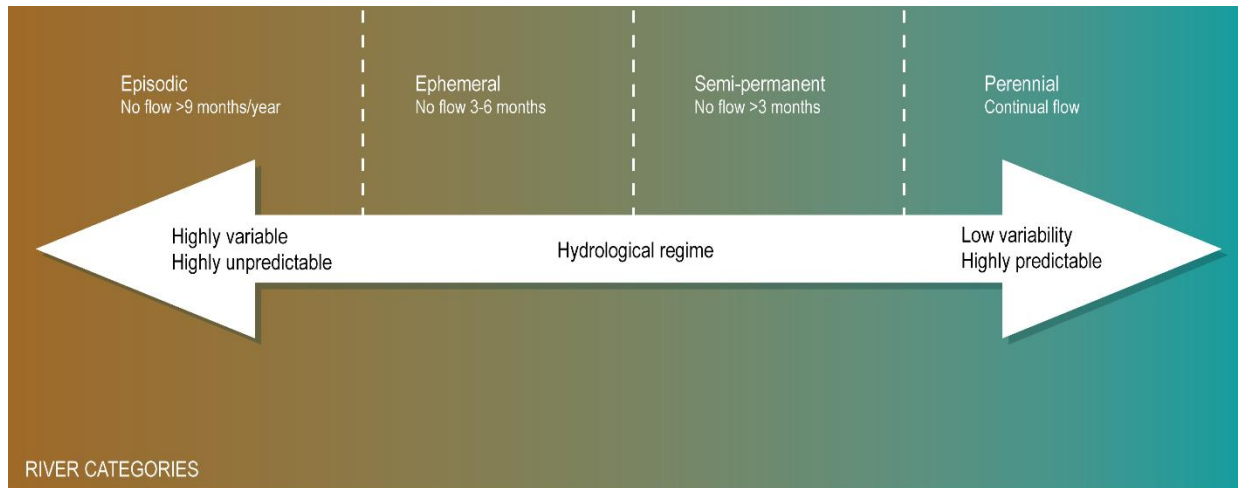 Episodic
No flow >9 months/year
Ephemeral
No flow 3-6 months
Semi-permanent
No flow >3 months
Perennial
Continual flow
Highly variable
Highly unpredictable
Hydrological regime
Low variability
Highly predictable
RIVER CATEGORIES